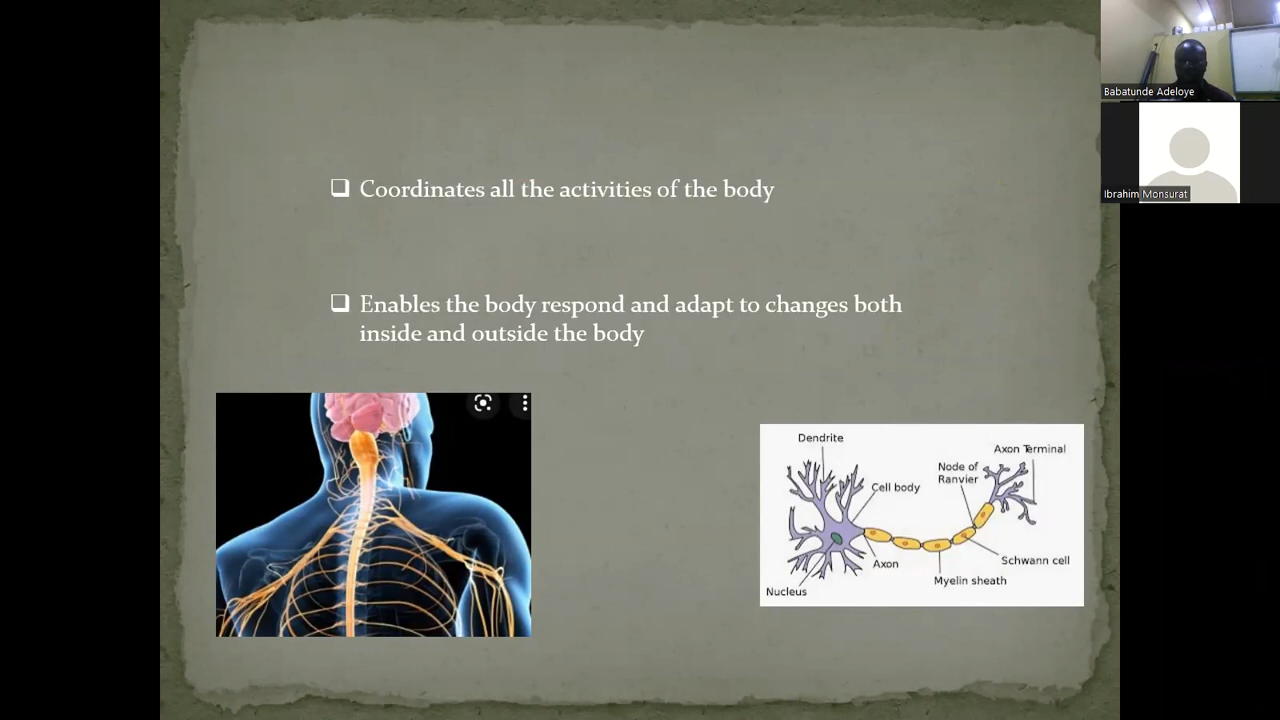 Coordinates all the activities of the body
Enables the body respond and adapt to changes both
inside and outside the body
Dendrite
Axon Terminal
Node of
Ranvier
Cell body
Axon
Schwann cell
Myelin sheath
Nucleus
Babatunde Adeloye
Ibrahim Monsurat